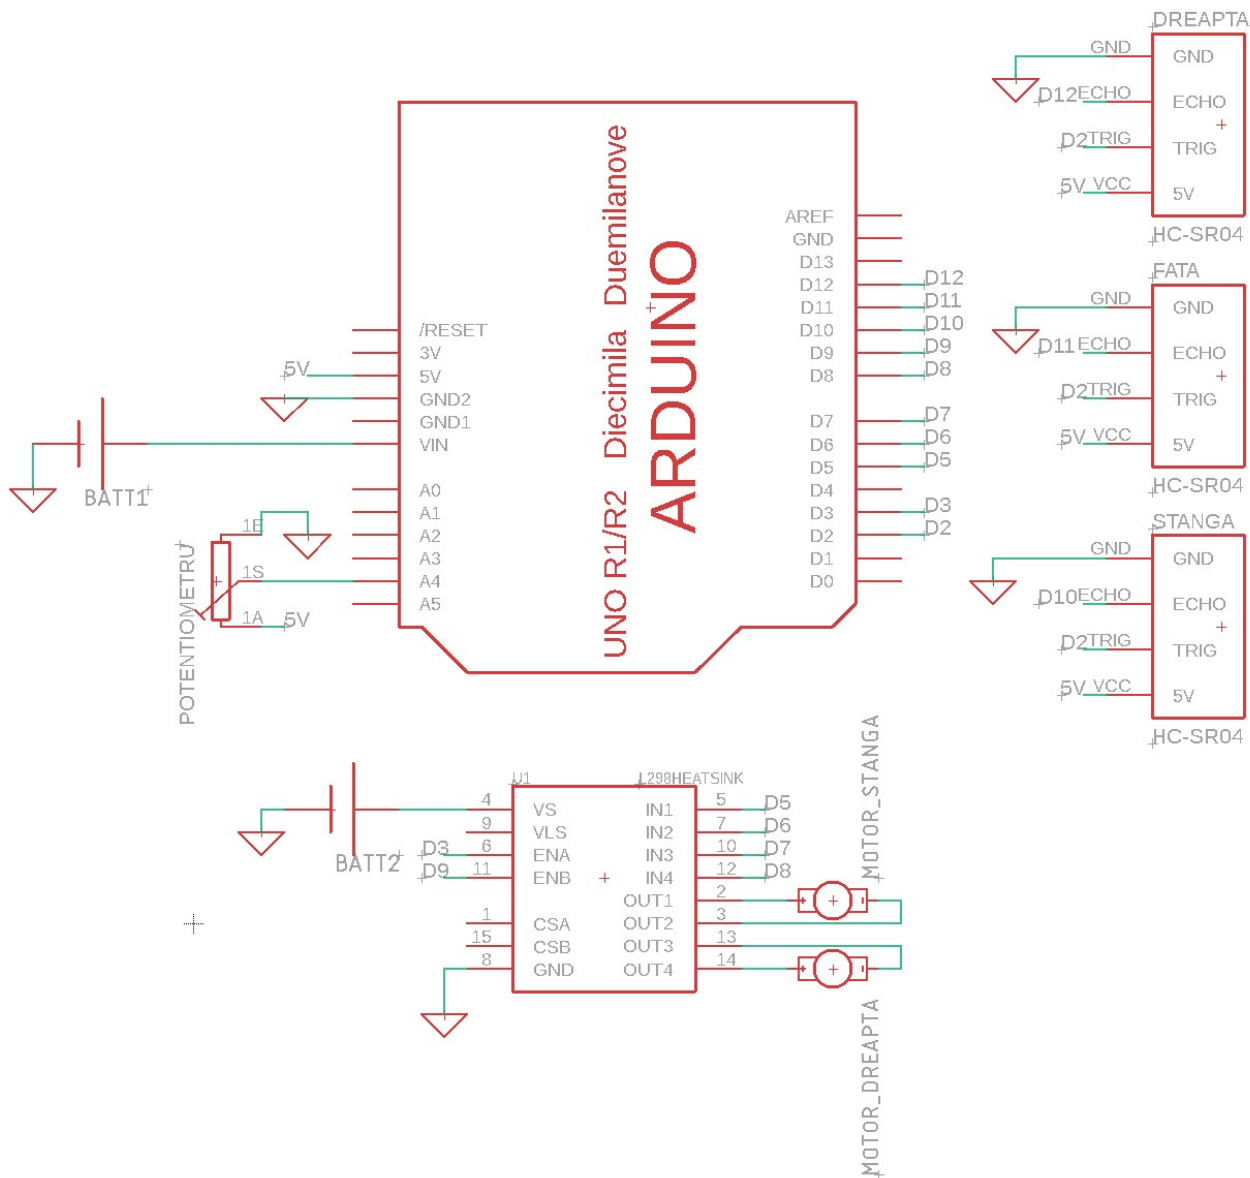 DREAPTA
GND
GND
D12
ECHO
ECHO
D2
TRIG
TRIG
5V
VCC
5V
HC-SR04
FATA
GND
GND
D11
ECHO
ECHO
D2
TRIG
TRIG
5V
VCC
5V
HC-SR04
STANGA
GND
GND
D10
ECHO
ECHO
D2
TRIG
TRIG
5V
VCC
5V
HC-SR04
UNO R1/R2 Diecimila Duemilanove
ARDUINO
/RESET
3V
5V
5V
GND2
GND1
VIN
A0
A1
A2
A3
A4
A5
AREF
GND
D13
D12
D12
D11
D11
D10
D10
D9
D9
D8
D8
D7
D7
D6
D6
D5
D5
D4
D3
D3
D2
D2
D1
D0
BATT1
POTENTIOMETRU
1E
1S
1A
5V
BATT2
U1
L298HEATSINK
4
VS
9
VLS
D3
6
ENA
D9
11
ENB
1
CSA
15
CSB
8
GND
IN1
5
D5
IN2
7
D6
IN3
10
D7
IN4
12
D8
OUT1
2
OUT2
3
OUT3
13
OUT4
14
MOTOR_STANGA
MOTOR_DREAPTA